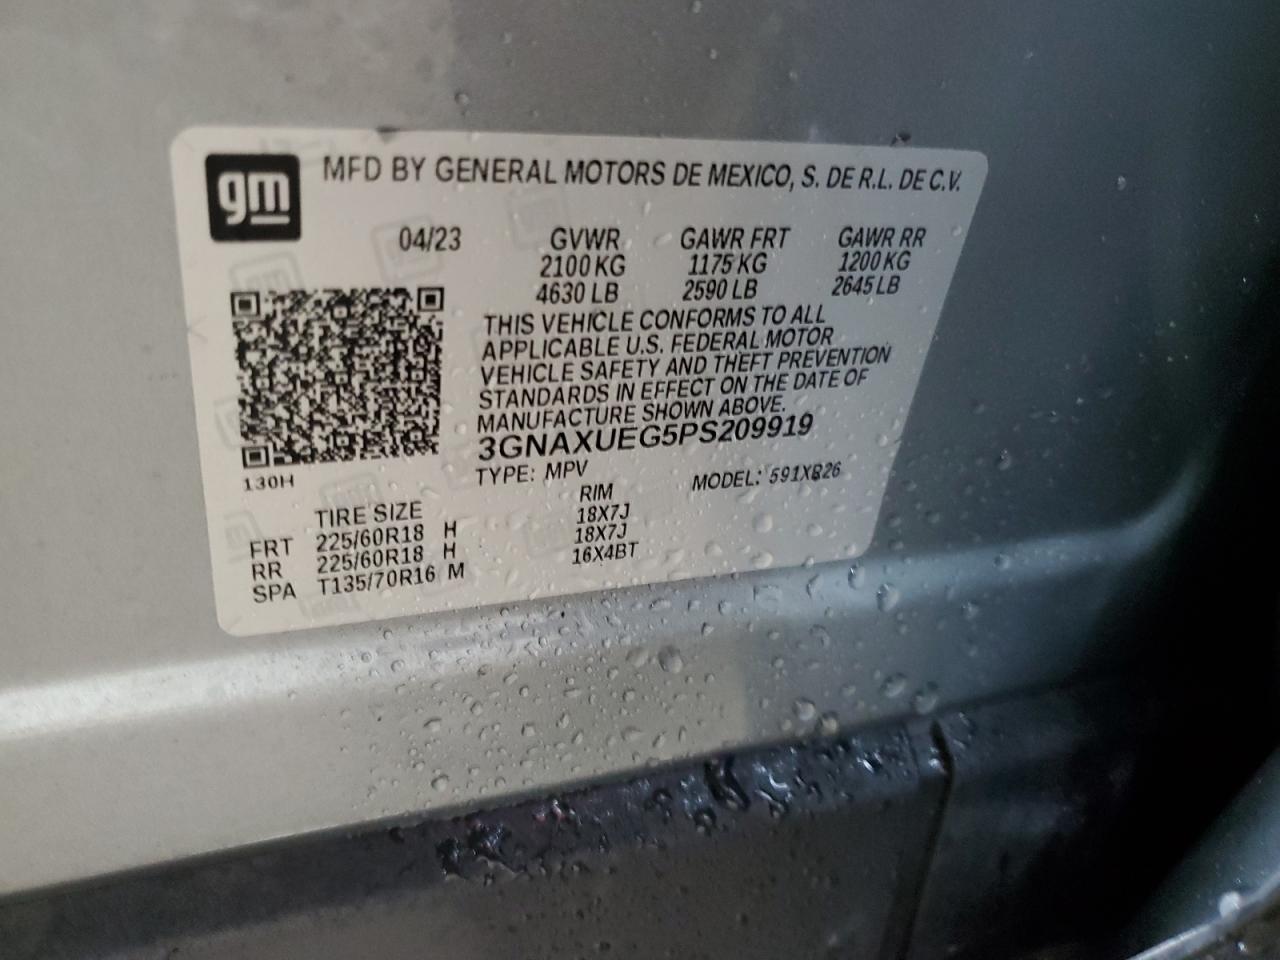 gm
MFD BY GENERAL MOTORS DE MEXICO, S. DE R.L. DE C.V.
04/23 GVWR GAWR FRT GAWR RR
2100 KG 1175 KG 1200 KG
4630 LB 2590 LB 2645 LB
THIS VEHICLE CONFORMS TO ALL
APPLICABLE U.S. FEDERAL MOTOR
VEHICLE SAFETY AND THEFT PREVENTION
STANDARDS IN EFFECT ON THE DATE OF
MANUFACTURE SHOWN ABOVE.
3GNAXUEG5PS209919
130H
TYPE: MPV MODEL: 591XR26
TIRE SIZE RIM
FRT 225/60R18 H 18X7J
RR 225/60R18 H 18X7J
SPA T135/70R16 M 16X4BT